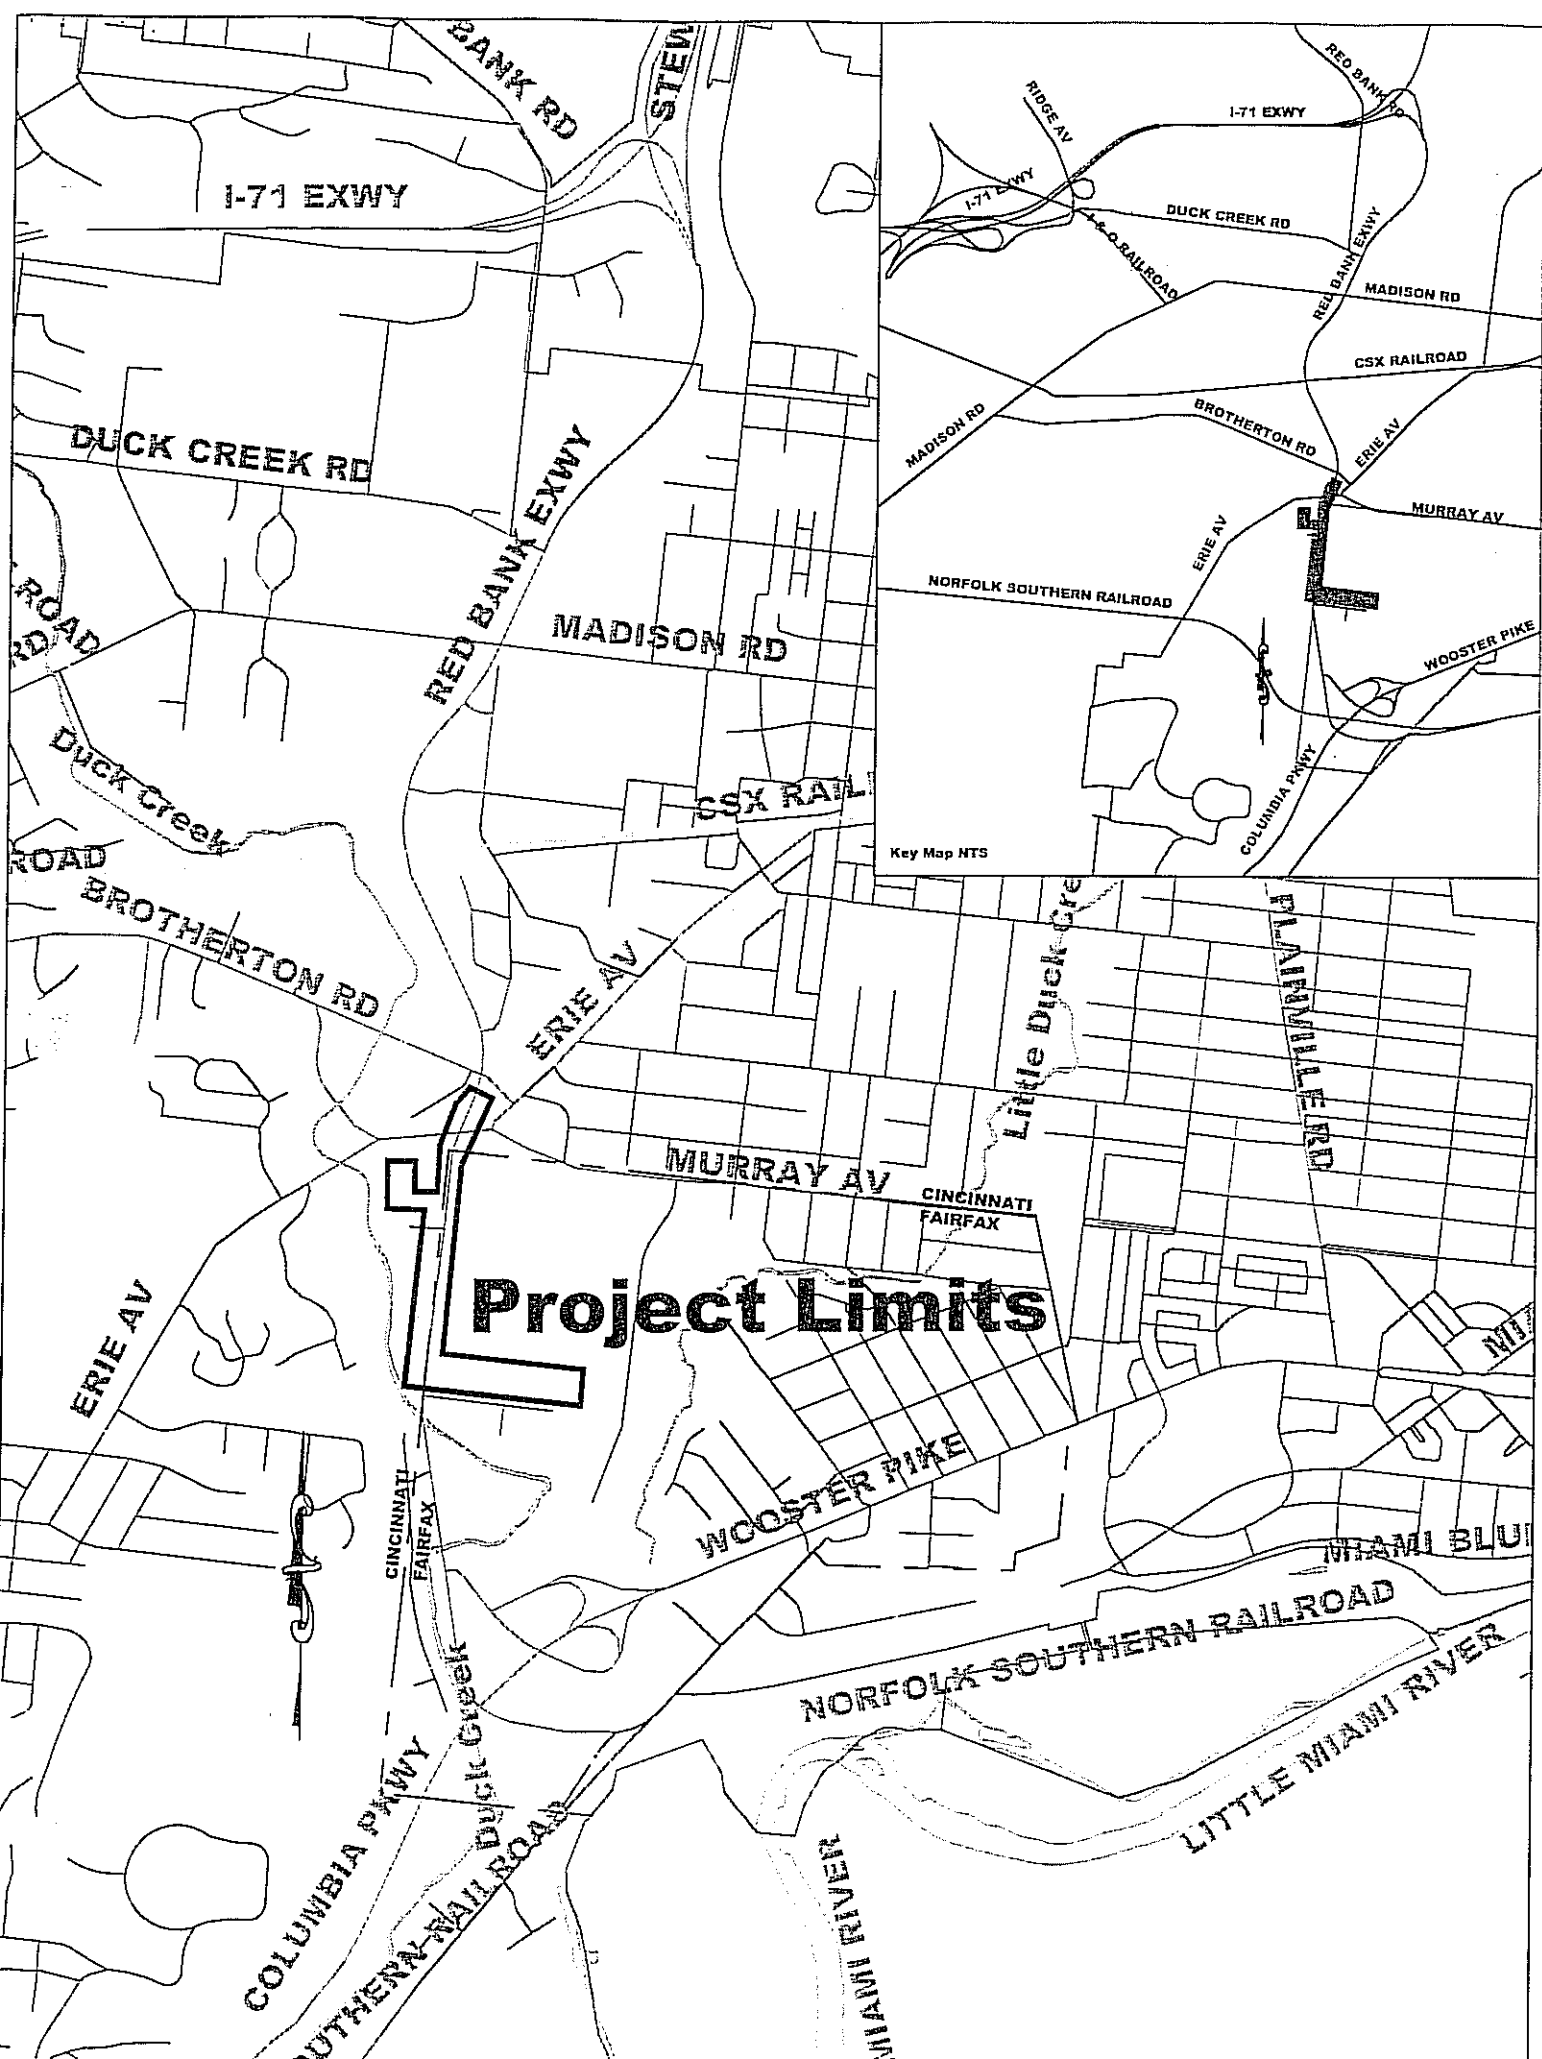 BANK RD
STEW
I-71 EXWY
DUCK CREEK RD
RED BANK EXWY
MADISON RD
ROAD
RD
Duck Creek
CSX RAIL
ROAD
BROTHERTON RD
ERIE AV
Little Duck Cre
PLAINVILLE RD
MURRAY AV
CINCINNATI
FAIRFAX
Project Limits
ERIE AV
CINCINNATI
FAIRFAX
WOOSTER PIKE
MIAMI BLU
NORFOLK SOUTHERN RAILROAD
LITTLE MIAMI RIVER
Duck Creek
COLUMBIA PKWY
OUTHERN RAILROAD
MIAMI RIVER
RED BANK RD
RIDGE AV
I-71 EXWY
I-71 EXWY
DUCK CREEK RD
I & O RAILROAD
RED BANK EXWY
MADISON RD
CSX RAILROAD
MADISON RD
BROTHERTON RD
ERIE AV
MURRAY AV
ERIE AV
NORFOLK SOUTHERN RAILROAD
WOOSTER PIKE
COLUMBIA PKWY
Key Map NTS